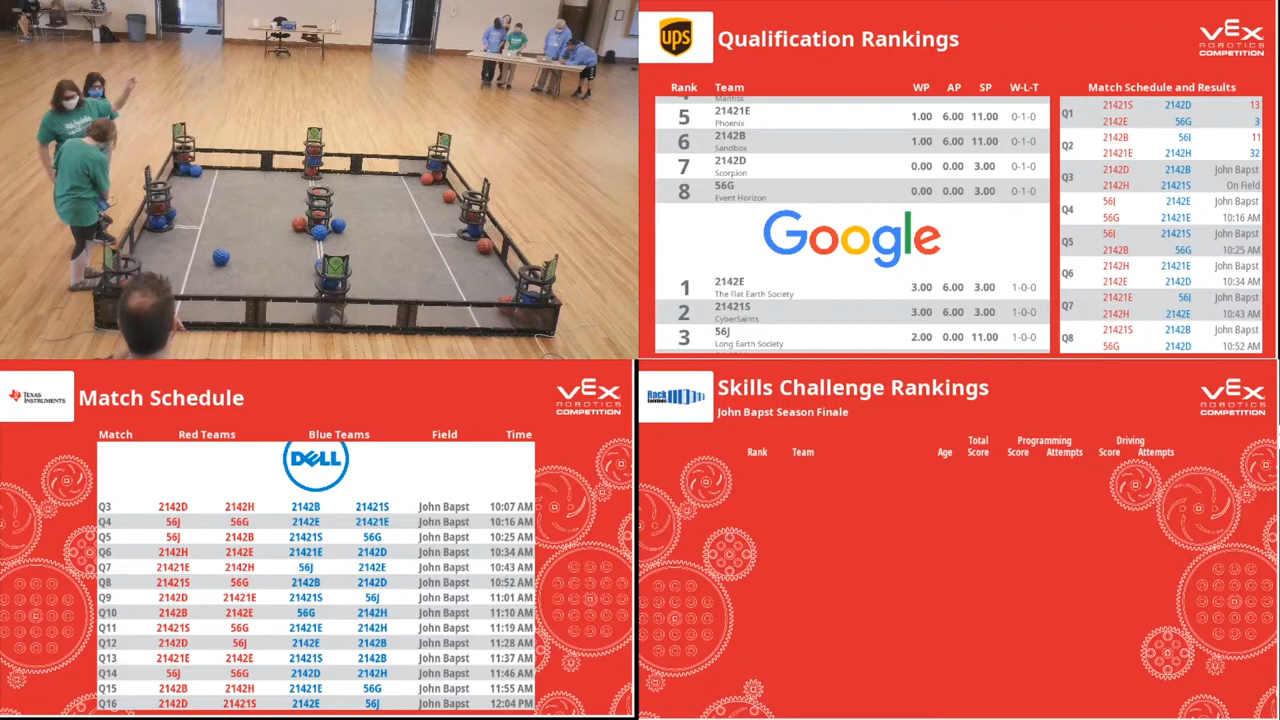 ups
Qualification Rankings
VEX
ROBOTICS
COMPETITION
Rank Team WP AP SP W-L-T
Mantiss
5 21421E 1.00 6.00 11.00 0-1-0
Phoenix
6 2142B 1.00 6.00 11.00 0-1-0
Sandbox
7 2142D 0.00 0.00 3.00 0-1-0
Scorpion
8 56G 0.00 0.00 3.00 0-1-0
Event Horizon
Google
1 2142E 3.00 6.00 3.00 1-0-0
The Flat Earth Society
2 21421S 3.00 6.00 3.00 1-0-0
CyberSaints
3 56J 2.00 0.00 11.00 1-0-0
Long Earth Society
Match Schedule and Results
Q1 21421S 2142D 13
2142E 56G 3
Q2 2142B 56J 11
21421E 2142H 32
Q3 2142D 2142B John Bapst
2142H 21421S On Field
Q4 56J 2142E John Bapst
56G 21421E 10:16 AM
Q5 56J 21421S John Bapst
2142B 56G 10:25 AM
Q6 2142H 21421E John Bapst
2142E 2142D 10:34 AM
Q7 21421E 56J John Bapst
2142H 2142E 10:43 AM
Q8 21421S 2142B John Bapst
56G 2142D 10:52 AM
TEXAS
INSTRUMENTS
Match Schedule
VEX
ROBOTICS
COMPETITION
Match Red Teams Blue Teams Field Time
DELL
Q3 2142D 2142H 2142B 21421S John Bapst 10:07 AM
Q4 56J 56G 2142E 21421E John Bapst 10:16 AM
Q5 56J 2142B 21421S 56G John Bapst 10:25 AM
Q6 2142H 2142E 21421E 2142D John Bapst 10:34 AM
Q7 21421E 2142H 56J 2142E John Bapst 10:43 AM
Q8 21421S 56G 2142B 2142D John Bapst 10:52 AM
Q9 2142D 21421E 21421S 56J John Bapst 11:01 AM
Q10 2142B 2142E 56G 2142H John Bapst 11:10 AM
Q11 21421S 56G 21421E 2142H John Bapst 11:19 AM
Q12 2142D 56J 2142E 2142B John Bapst 11:28 AM
Q13 21421E 2142E 21421S 2142B John Bapst 11:37 AM
Q14 56J 56G 2142D 2142H John Bapst 11:46 AM
Q15 2142B 2142H 21421E 56G John Bapst 11:55 AM
Q16 2142D 21421S 2142E 56J John Bapst 12:04 PM
Rack
Solutions
Skills Challenge Rankings
John Bapst Season Finale
VEX
ROBOTICS
COMPETITION
Rank Team Age Total Score Programming Score Attempts Driving Score Attempts